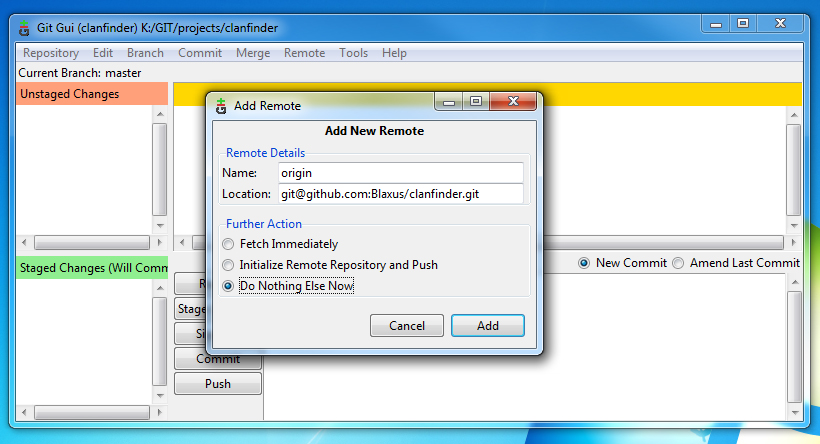 Git Gui (clanfinder) K:/GIT/projects/clanfinder
Repository Edit Branch Commit Merge Remote Tools Help
Current Branch: master
Unstaged Changes
Add Remote
Add New Remote
Remote Details
Name: origin
Location: git@github.com:Blaxus/clanfinder.git
Further Action
Fetch Immediately
Initialize Remote Repository and Push
Do Nothing Else Now
Cancel Add
Staged Changes (Will Comm
New Commit Amend Last Commit
R
Stage
Si
Commit
Push